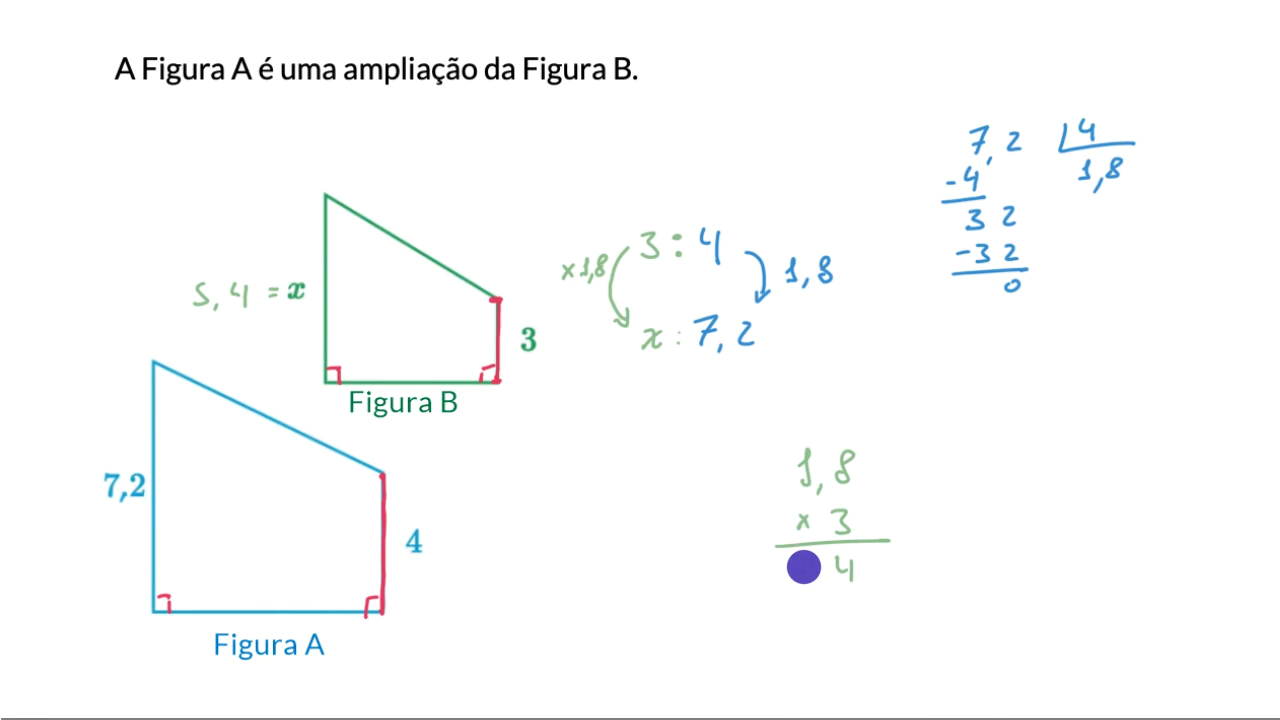 A Figura A é uma ampliação da Figura B.
7,2 4
1,8
-4
3 2
-3 2
0
3 : 4
x1,8
1,8
x : 7,2
5,4 = x
3
Figura B
7,2
4
Figura A
1,8
x 3
4